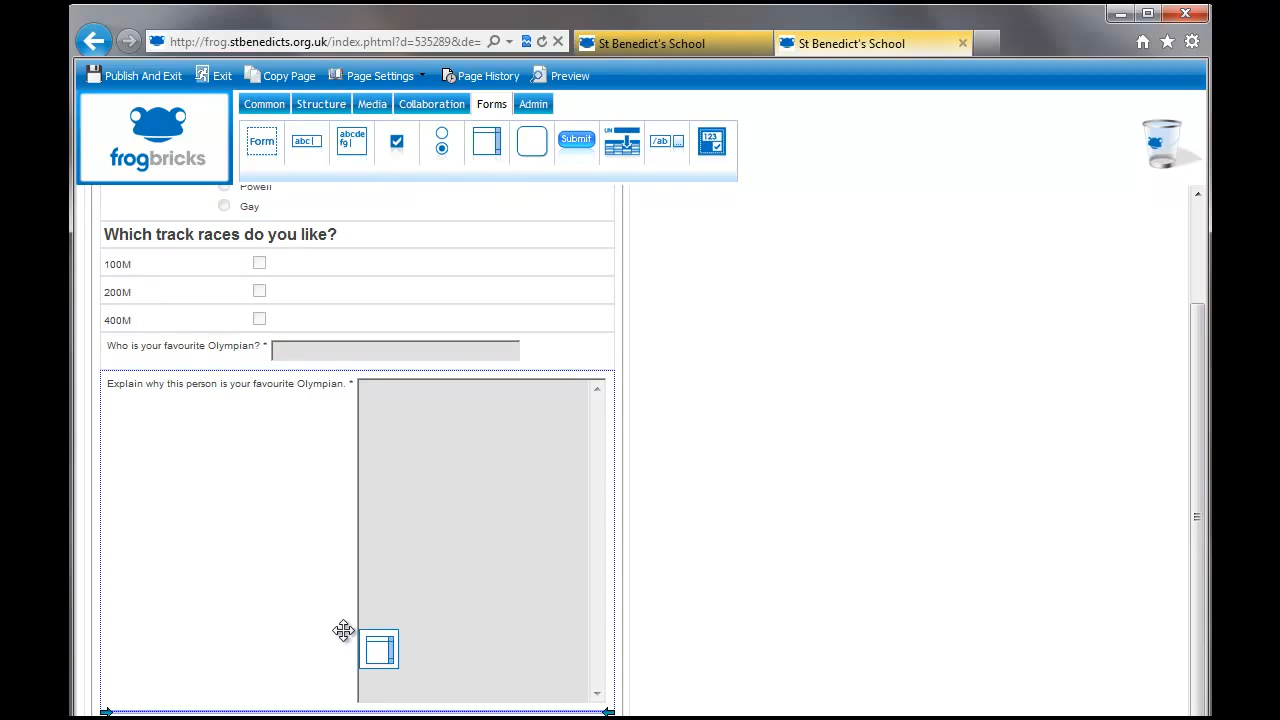 http://frog.stbenedicts.org.uk/index.phtml?d=535289&de=
St Benedict's School
St Benedict's School
Publish And Exit
Exit
Copy Page
Page Settings
Page History
Preview
frogbricks
Common
Structure
Media
Collaboration
Forms
Admin
Form
abc
abcde
fg
Submit
UN
/ab
...
123
Powell
Gay
Which track races do you like?
100M
200M
400M
Who is your favourite Olympian? *
Explain why this person is your favourite Olympian. *